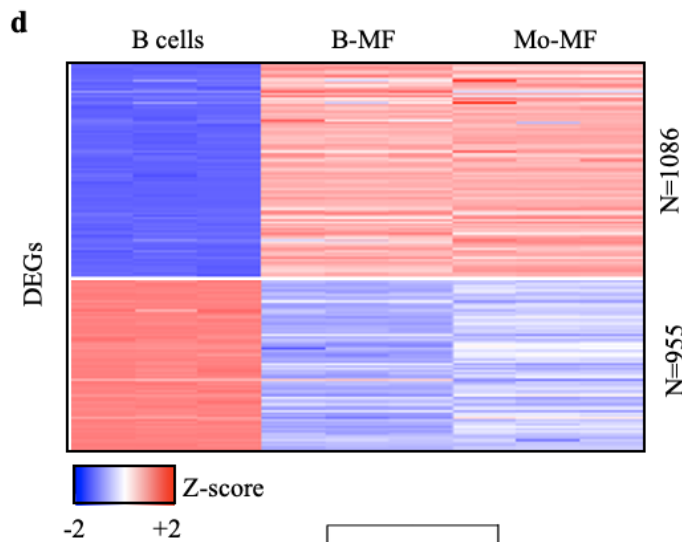 d
B cells B-MF Mo-MF
DEGs
N=1086
N=955
Z-score
-2 +2